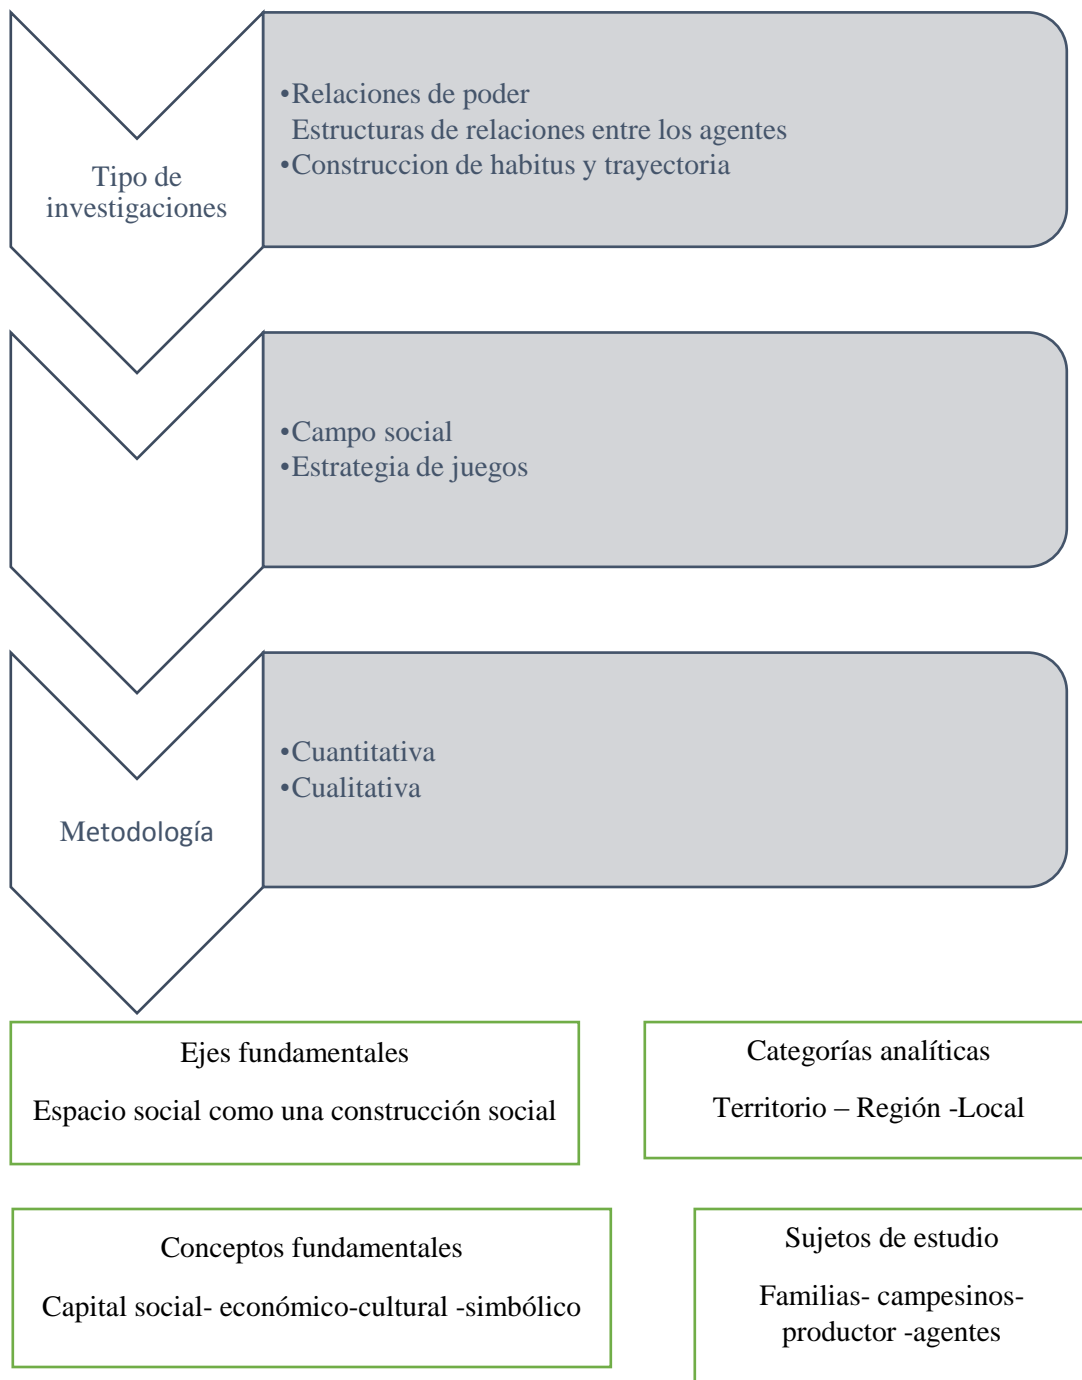 Tipo de
investigaciones
•Relaciones de poder
Estructuras de relaciones entre los agentes
•Construccion de habitus y trayectoria
•Campo social
•Estrategia de juegos
Metodología
•Cuantitativa
•Cualitativa
Ejes fundamentales
Espacio social como una construcción social
Categorías analíticas
Territorio – Región -Local
Conceptos fundamentales
Capital social- económico-cultural -simbólico
Sujetos de estudio
Familias- campesinos-
productor -agentes